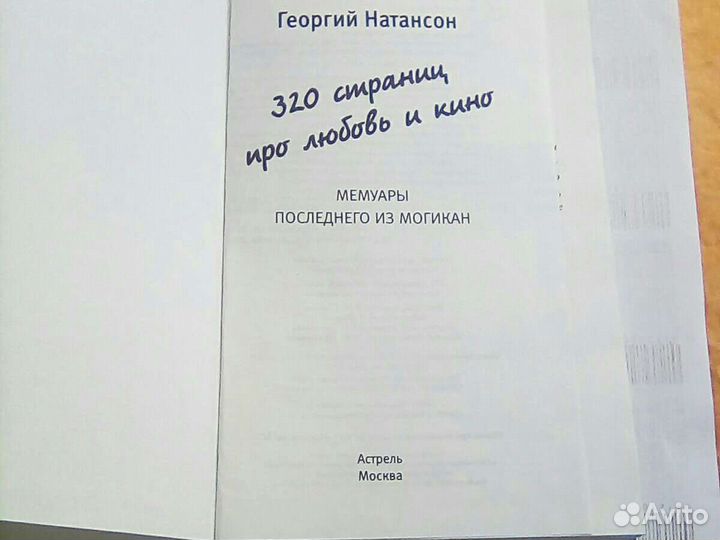 Георгий Натансон
320 страниц
про любовь и кино
МЕМУАРЫ
ПОСЛЕДНЕГО ИЗ МОГИКАН
Астрель
Москва
Avito